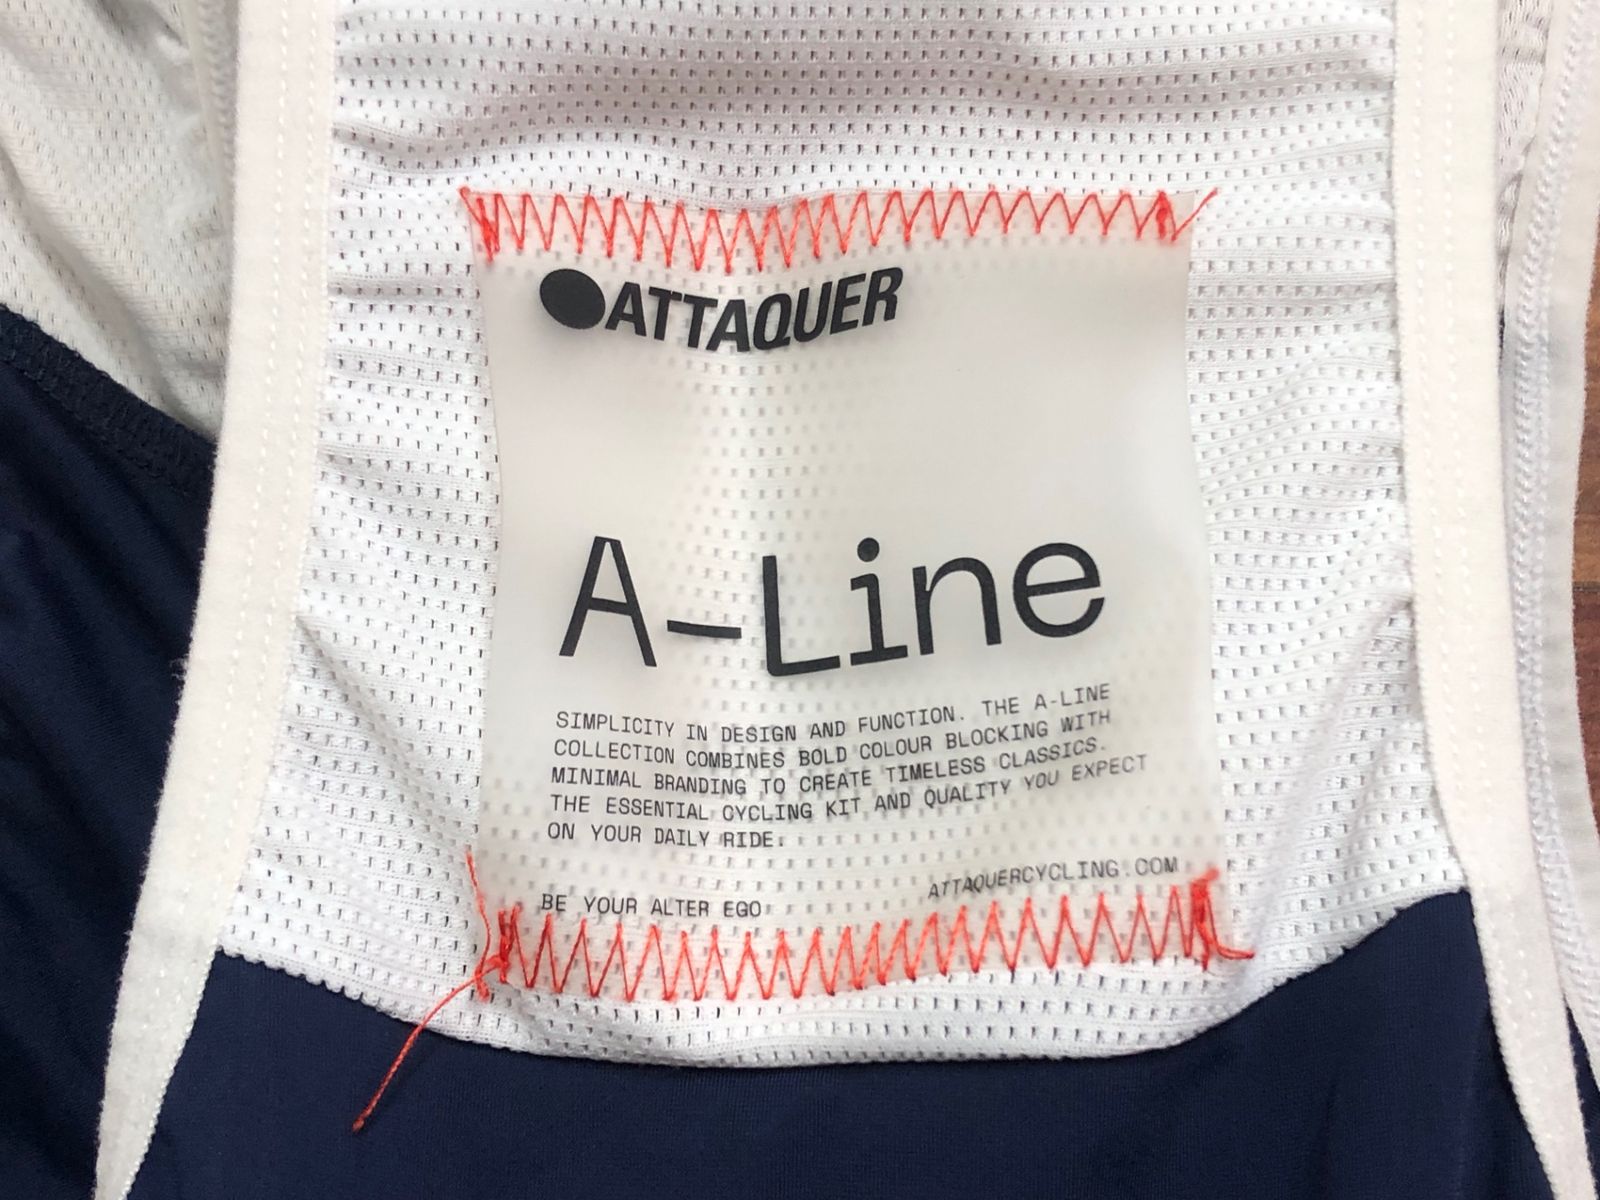 ATTAQUER
A-Line
SIMPLICITY IN DESIGN AND FUNCTION. THE A-LINE
COLLECTION COMBINES BOLD COLOUR BLOCKING WITH
MINIMAL BRANDING TO CREATE TIMELESS CLASSICS.
THE ESSENTIAL CYCLING KIT AND QUALITY YOU EXPECT
ON YOUR DAILY RIDE.
ATTAQUERCYCLING.COM
BE YOUR ALTER EGO